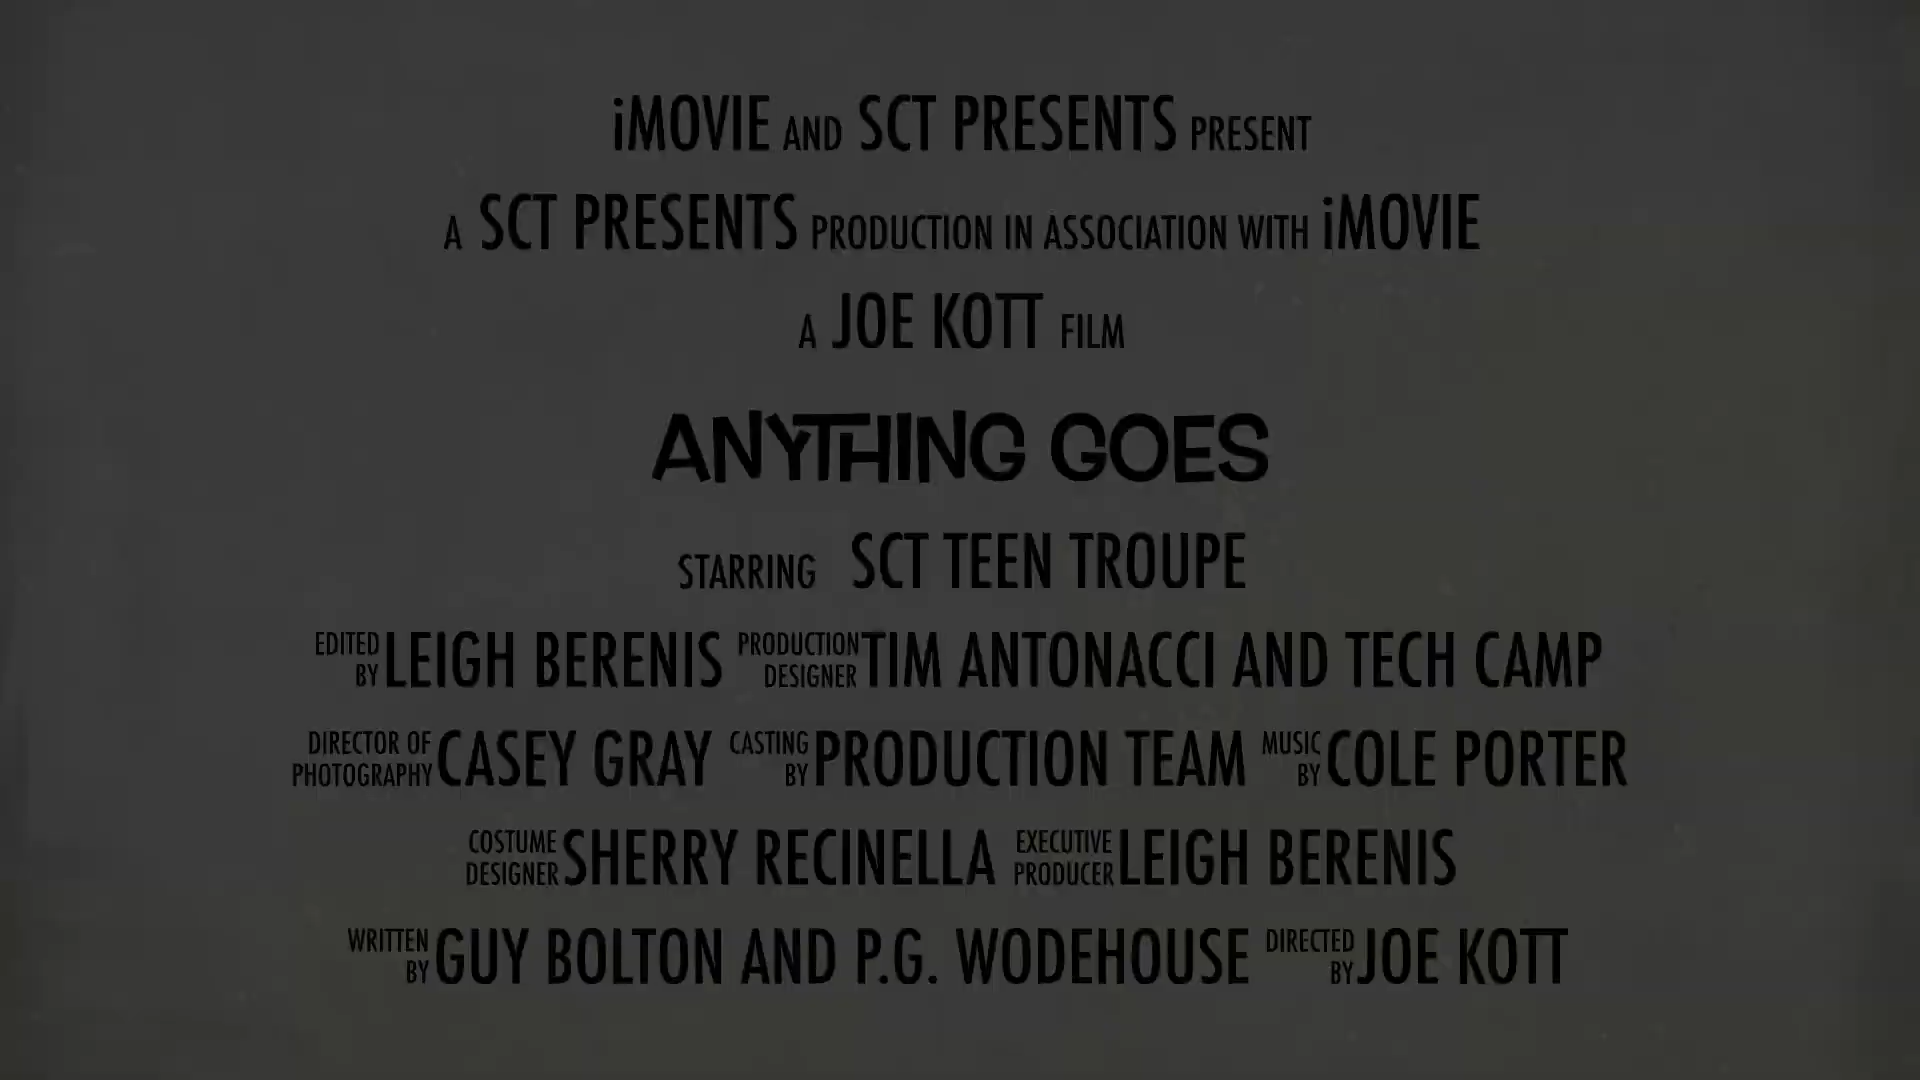 iMOVIE AND SCT PRESENTS PRESENT
A SCT PRESENTS PRODUCTION IN ASSOCIATION WITH iMOVIE
A JOE KOTT FILM
ANYTHING GOES
STARRING SCT TEEN TROUPE
EDITED BY LEIGH BERENIS PRODUCTION DESIGNER TIM ANTONACCI AND TECH CAMP
DIRECTOR OF PHOTOGRAPHY CASEY GRAY CASTING BY PRODUCTION TEAM MUSIC BY COLE PORTER
COSTUME DESIGNER SHERRY RECINELLA EXECUTIVE PRODUCER LEIGH BERENIS
WRITTEN BY GUY BOLTON AND P.G. WODEHOUSE DIRECTED BY JOE KOTT